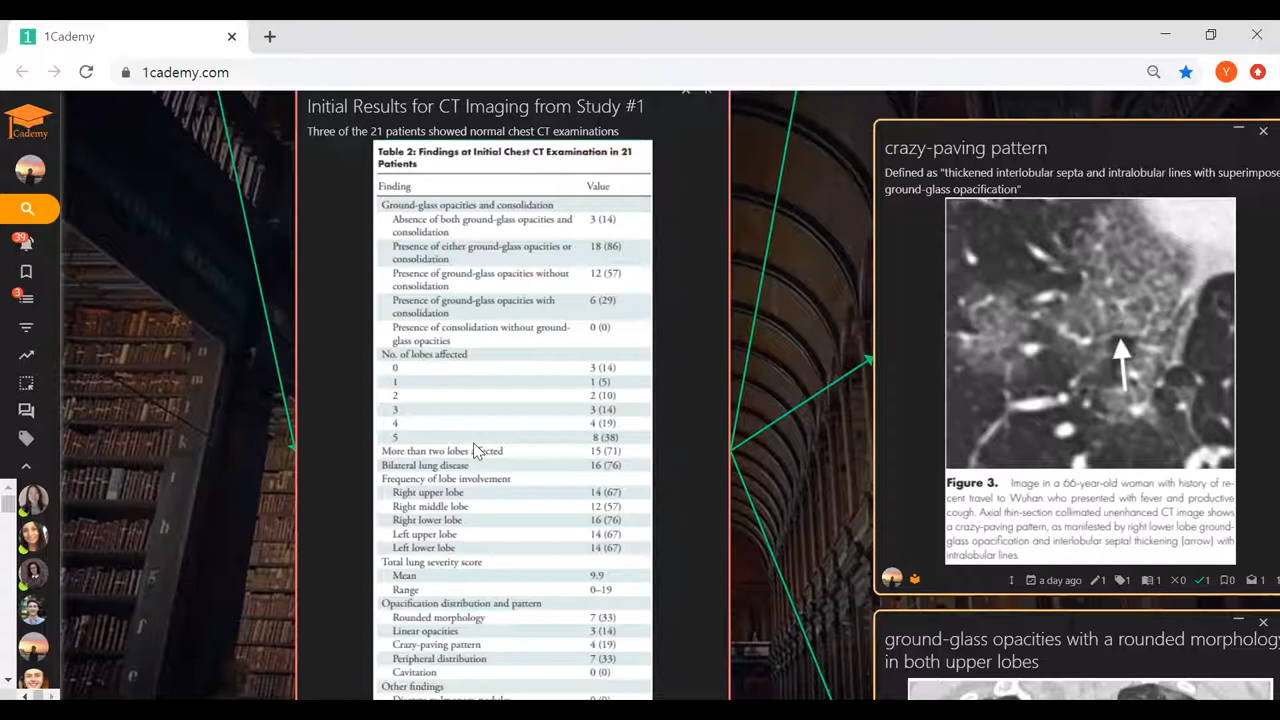 1Cademy
1cademy.com
Y
1Cademy
39
3
Initial Results for CT Imaging from Study #1
Three of the 21 patients showed normal chest CT examinations
Table 2: Findings at Initial Chest CT Examination in 21
Patients
Finding Value
Ground-glass opacities and consolidation
Absence of both ground-glass opacities and 3 (14)
consolidation
Presence of either ground-glass opacities or 18 (86)
consolidation
Presence of ground-glass opacities without 12 (57)
consolidation
Presence of ground-glass opacities with 6 (29)
consolidation
Presence of consolidation without ground- 0 (0)
glass opacities
No. of lobes affected
0 3 (14)
1 1 (5)
2 2 (10)
3 3 (14)
4 4 (19)
5 8 (38)
More than two lobes affected 15 (71)
Bilateral lung disease 16 (76)
Frequency of lobe involvement
Right upper lobe 14 (67)
Right middle lobe 12 (57)
Right lower lobe 16 (76)
Left upper lobe 14 (67)
Left lower lobe 14 (67)
Total lung severity score
Mean 9.9
Range 0–19
Opacification distribution and pattern
Rounded morphology 7 (33)
Linear opacities 3 (14)
Crazy-paving pattern 4 (19)
Peripheral distribution 7 (33)
Cavitation 0 (0)
Other findings
crazy-paving pattern
Defined as "thickened interlobular septa and intralobular lines with superimpose
ground-glass opacification"
Figure 3. Image in a 66-year-old woman with history of re-
cent travel to Wuhan who presented with fever and productive
cough. Axial thin-section collimated unenhanced CT image shows
a crazy-paving pattern, as manifested by right lower lobe ground-
glass opacification and interlobular septal thickening (arrow) with
intralobular lines.
a day ago 1 1 1 0 1 0 1
ground-glass opacities with a rounded morphology
in both upper lobes